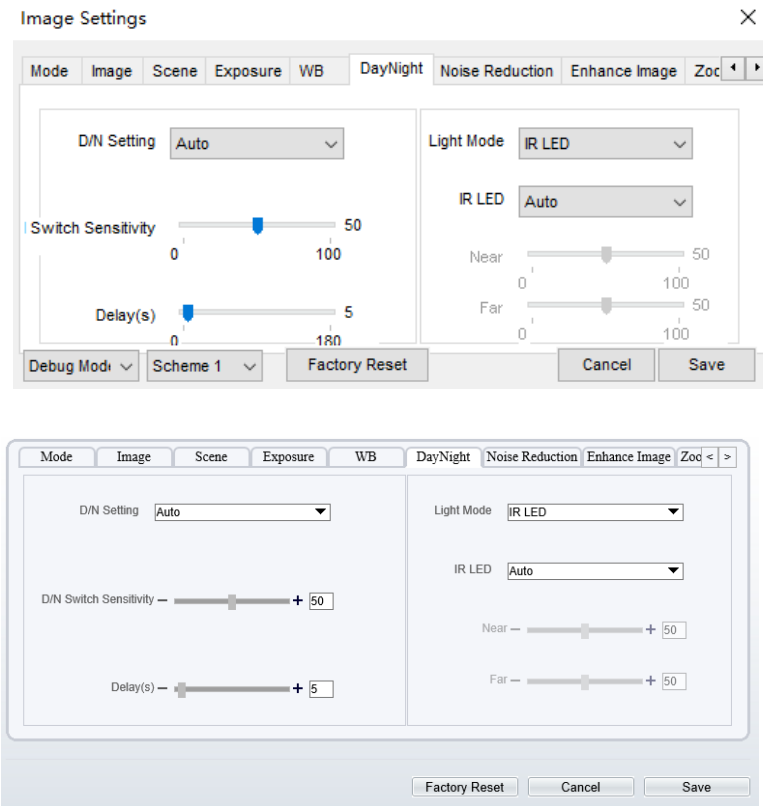 Image Settings
Mode Image Scene Exposure WB DayNight Noise Reduction Enhance Image Zoo
D/N Setting Auto Light Mode IR LED
IR LED Auto
Switch Sensitivity 50
0 100
Near 50
0 100
Delay(s) 5
Far 50
0 180
0 100
Debug Mod Scheme 1 Factory Reset Cancel Save
Mode Image Scene Exposure WB DayNight Noise Reduction Enhance Image Zoo < >
D/N Setting Auto Light Mode IR LED
IR LED Auto
D/N Switch Sensitivity − + 50
Near − + 50
Far − + 50
Delay(s) − + 5
Factory Reset Cancel Save